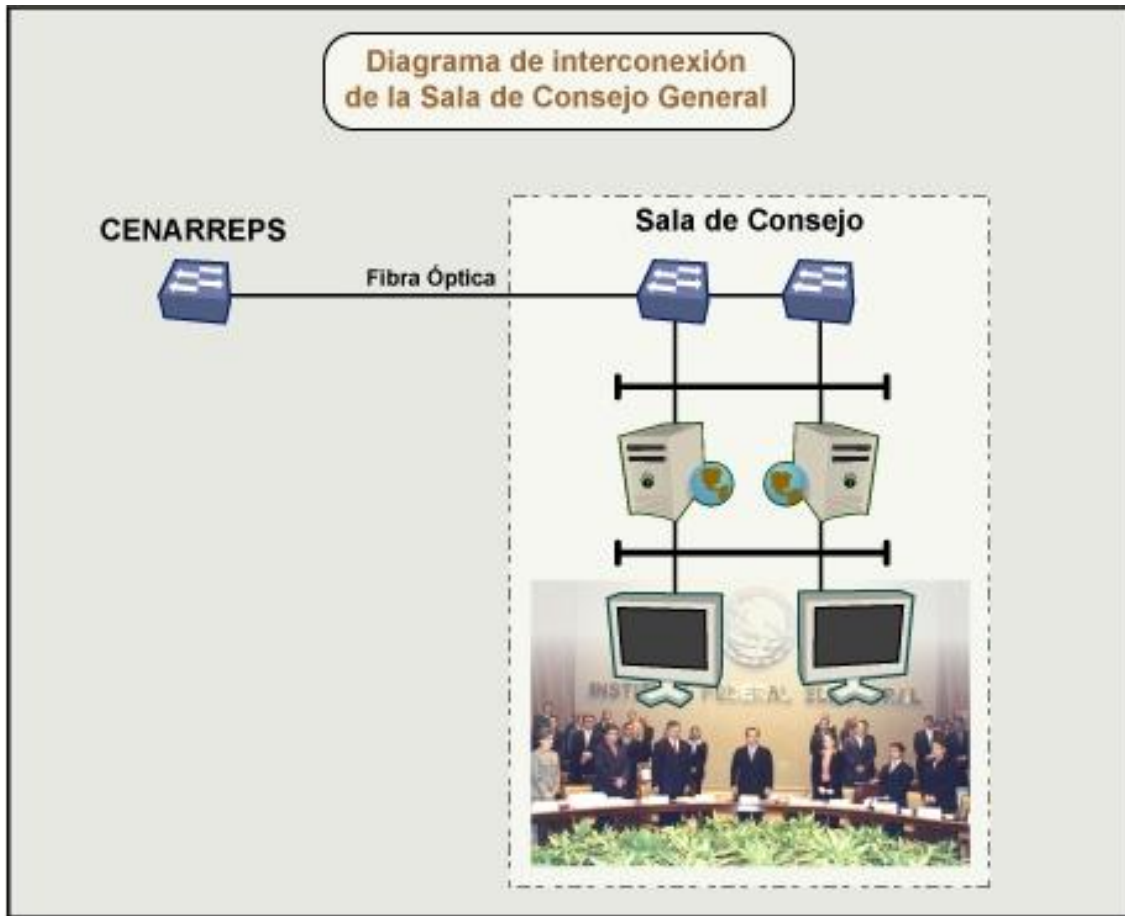 Diagrama de interconexión
de la Sala de Consejo General
CENARREPS
Sala de Consejo
Fibra Óptica